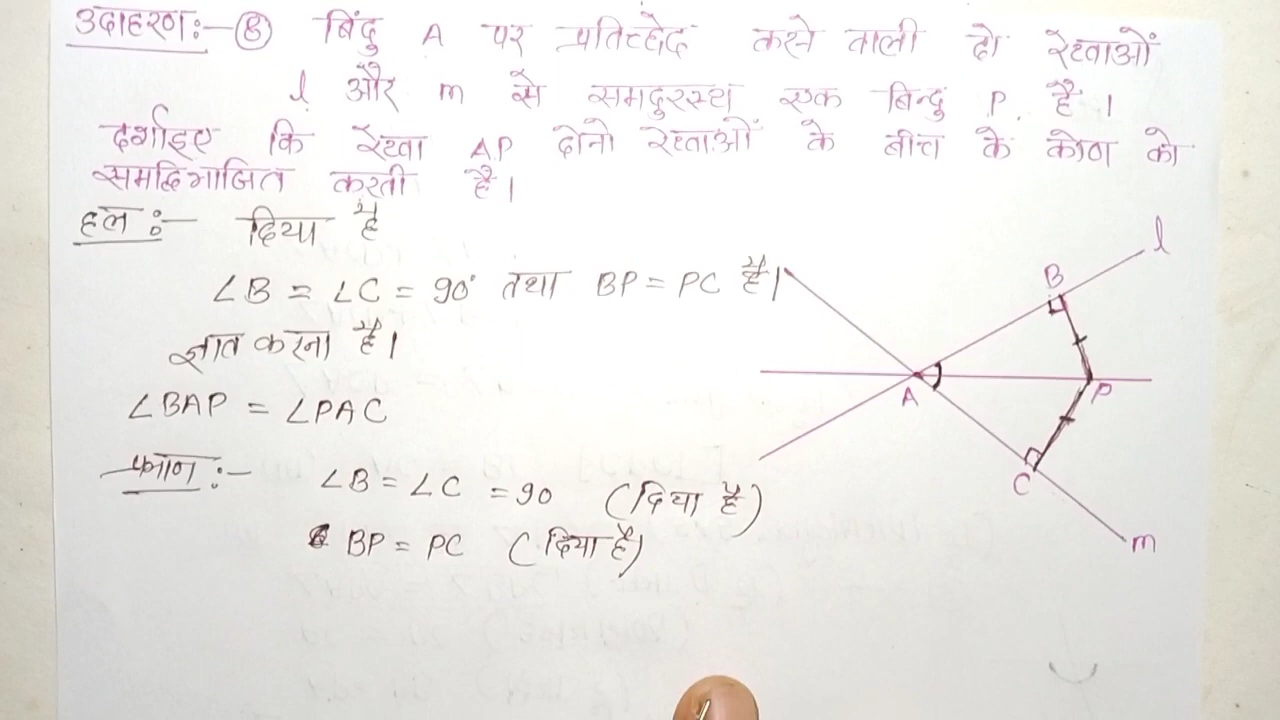 उदाहरण:-⑧ बिंदु A पर प्रतिच्छेद करने वाली दो रेखाओं
l और m से समदुरस्थ एक बिन्दु P है।
दर्शाइए कि रेखा AP दोनो रेखाओं के बीच के कोण को
समद्विभाजित करती है।
हल :- दिया है
∠B = ∠C = 90° तथा BP = PC है।
ज्ञात करना है।
∠BAP = ∠PAC
:- ∠B = ∠C = 90 (दिया है)
BP = PC (दिया है)
l
B
A
P
C
m